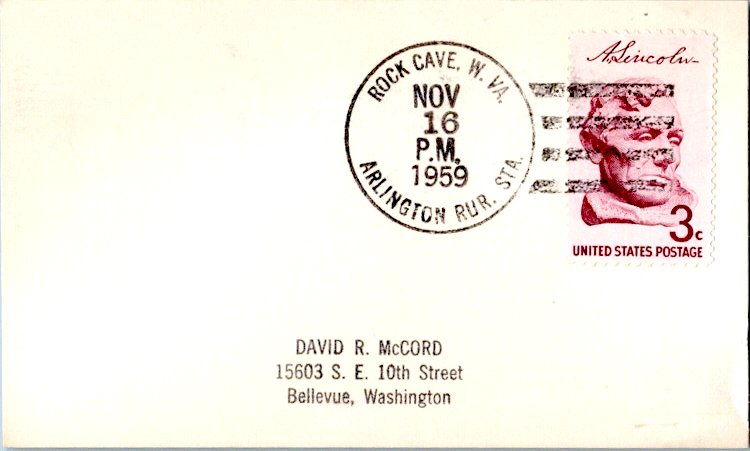 ROCK CAVE, W. VA.
NOV
16
P.M.
1959
ARLINGTON RUR. STA.
A. Lincoln
3c
UNITED STATES POSTAGE
DAVID R. McCORD
15603 S. E. 10th Street
Bellevue, Washington